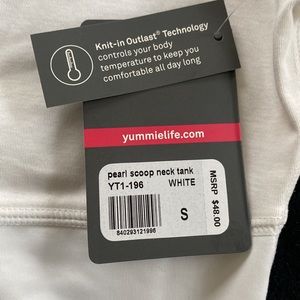 Knit-in Outlast® Technology
controls your body
temperature to keep you
comfortable all day long
yummielife.com
pearl scoop neck tank
YT1-196 WHITE
S
840293121996
MSRP $48.00